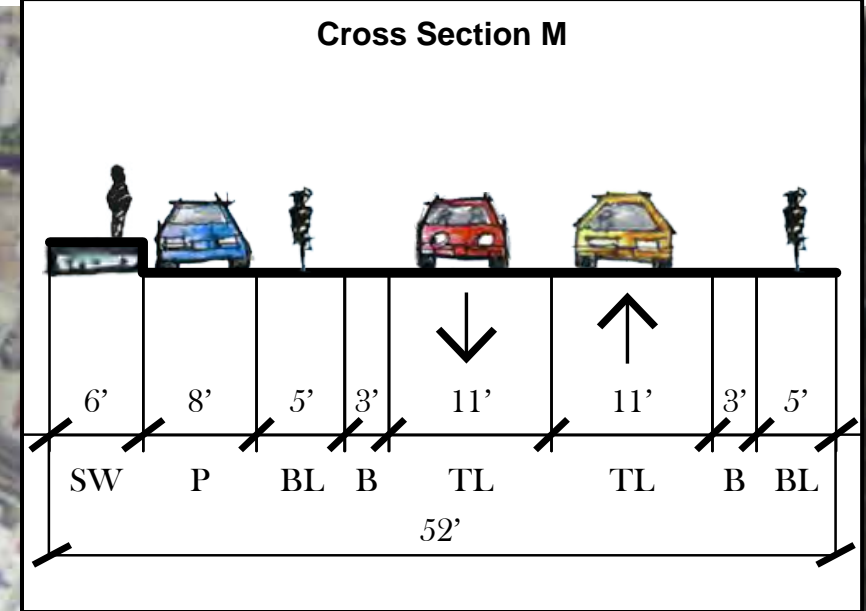 Cross Section M
6’ 8’ 5’ 3’ 11’ 11’ 3’ 5’
SW P BL B TL TL B BL
52’